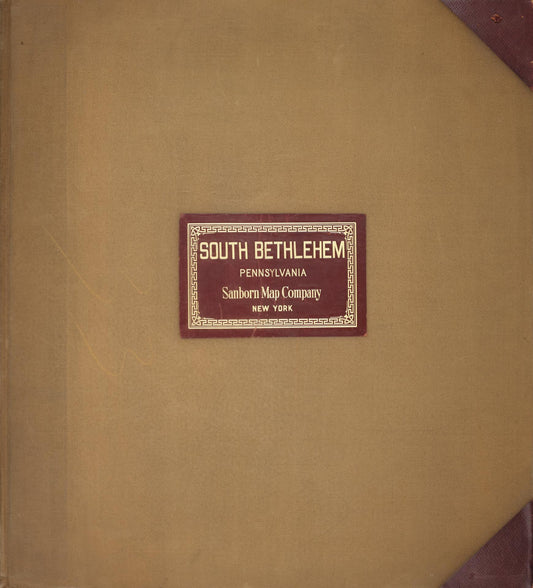 SOUTH BETHLEHEM
PENNSYLVANIA
Sanborn Map Company
NEW YORK